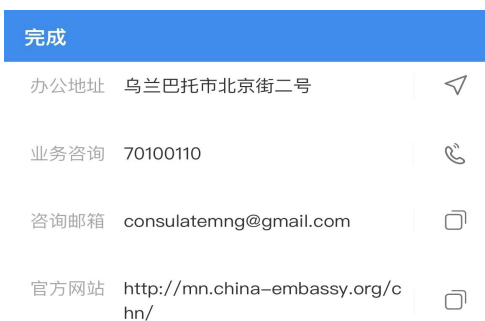 完成
办公地址 乌兰巴托市北京街二号
业务咨询 70100110
咨询邮箱 consulatemng@gmail.com
官方网站 http://mn.china-embassy.org/c
hn/